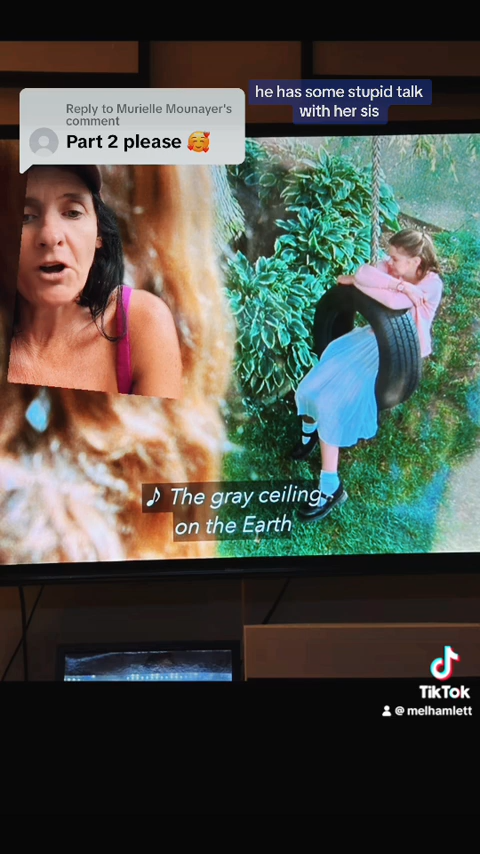 Reply to Murielle Mounayer's
comment
Part 2 please 🥰
he has some stupid talk
with her sis
♪ The gray ceiling
on the Earth
TikTok
@ melhamlett